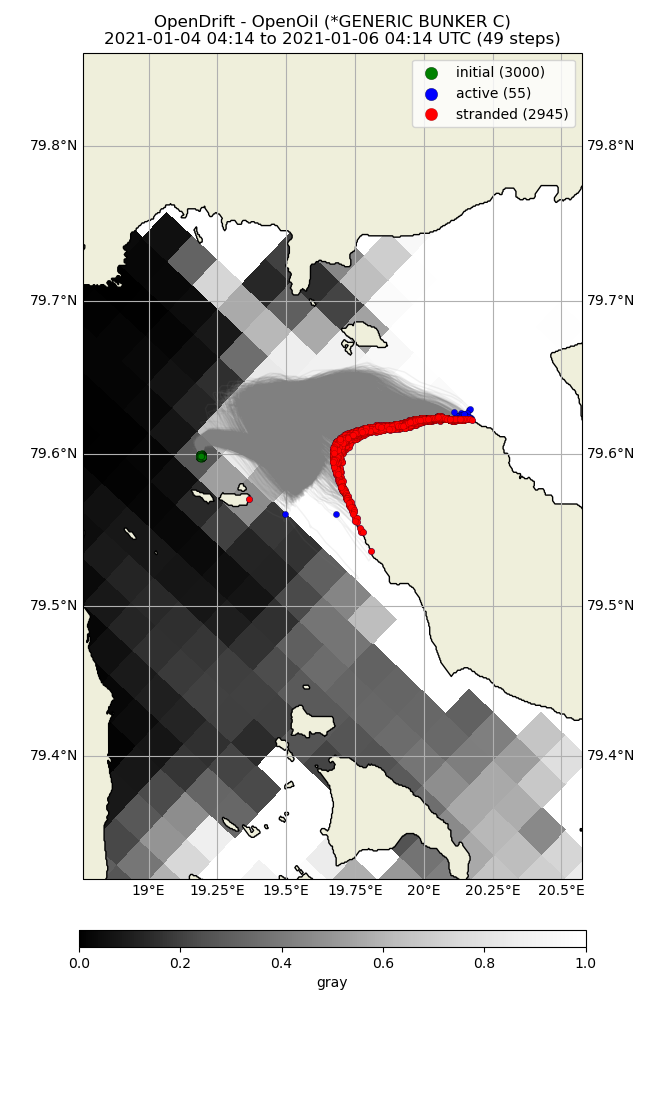 OpenDrift - OpenOil (*GENERIC BUNKER C)
2021-01-04 04:14 to 2021-01-06 04:14 UTC (49 steps)
initial (3000)
active (55)
stranded (2945)
79.8°N 79.8°N
79.7°N 79.7°N
79.6°N 79.6°N
79.5°N 79.5°N
79.4°N 79.4°N
19°E 19.25°E 19.5°E 19.75°E 20°E 20.25°E 20.5°E
0.0 0.2 0.4 0.6 0.8 1.0
gray